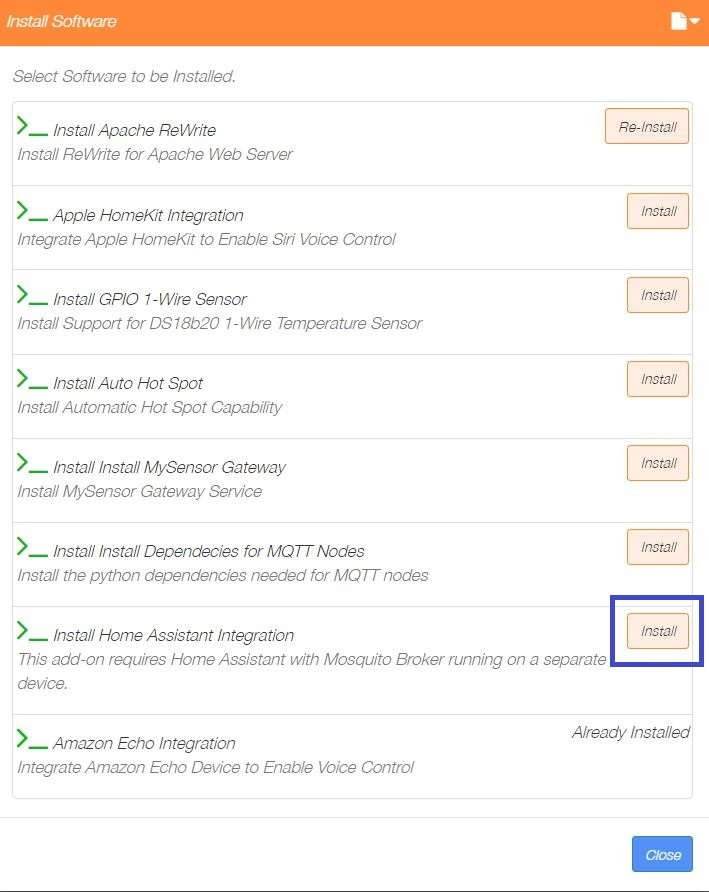 Install Software
Select Software to be Installed.
Install Apache ReWrite
Re-Install
Install ReWrite for Apache Web Server
Apple HomeKit Integration
Install
Integrate Apple HomeKit to Enable Siri Voice Control
Install GPIO 1-Wire Sensor
Install
Install Support for DS18b20 1-Wire Temperature Sensor
Install Auto Hot Spot
Install
Install Automatic Hot Spot Capability
Install Install MySensor Gateway
Install
Install MySensor Gateway Service
Install Install Dependecies for MQTT Nodes
Install
Install the python dependencies needed for MQTT nodes
Install Home Assistant Integration
Install
This add-on requires Home Assistant with Mosquito Broker running on a separate
device.
Amazon Echo Integration
Already Installed
Integrate Amazon Echo Device to Enable Voice Control
Close